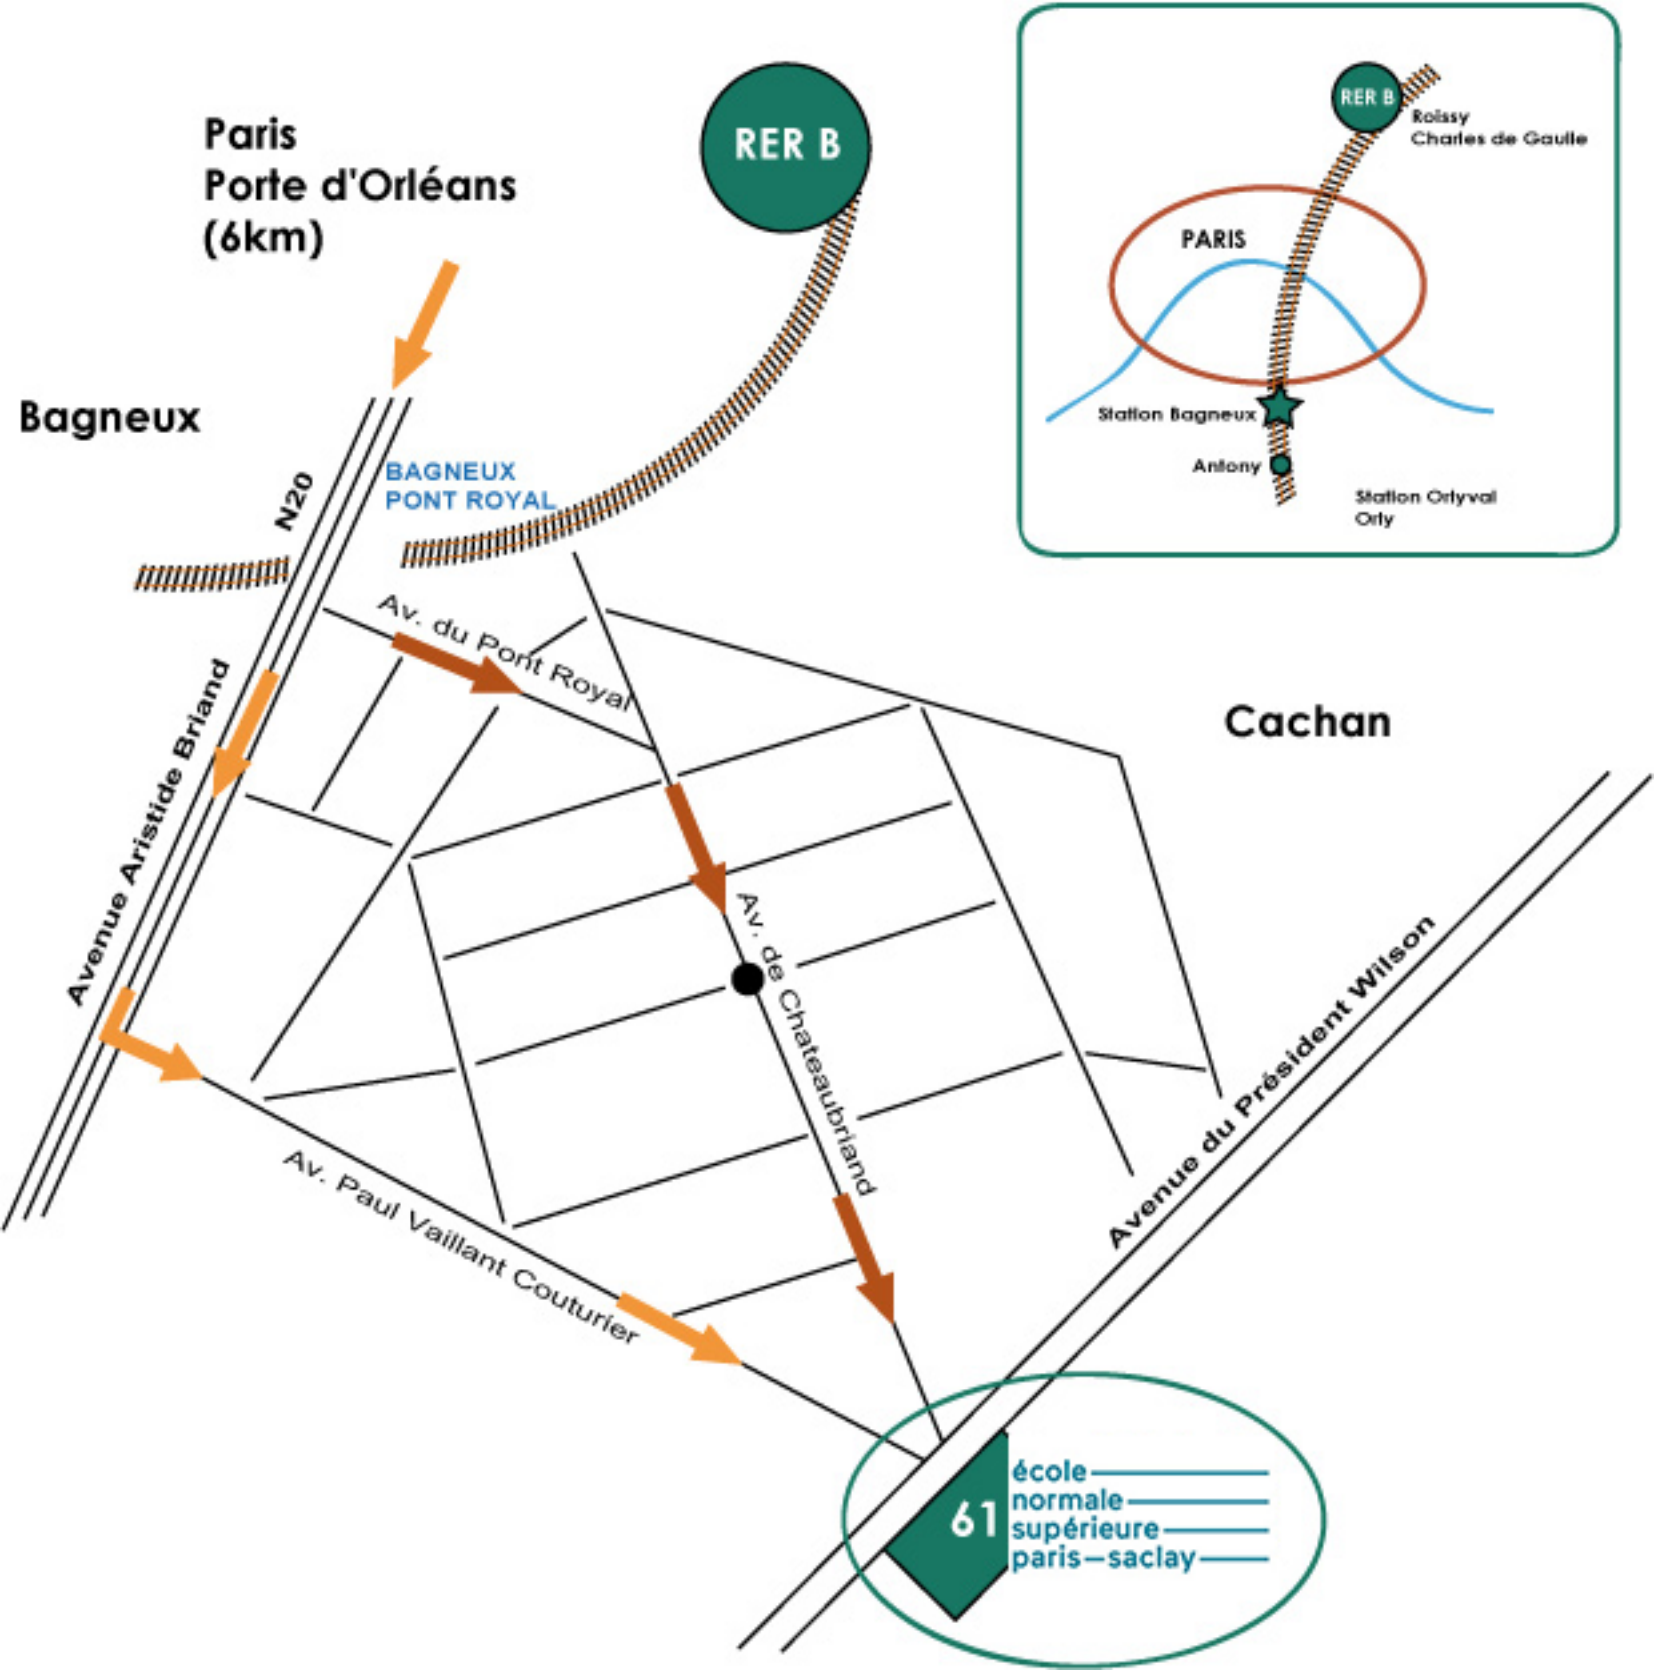 Paris
Porte d'Orléans
(6km)
RER B
RER B
Roissy
Charles de Gaulle
PARIS
Station Bagneux
Antony
Station Orlyval
Orly
Bagneux
BAGNEUX
PONT ROYAL
N20
Av. du Pont Royal
Avenue Aristide Briand
Cachan
Av. de Chateaubriand
Avenue du Président Wilson
Av. Paul Vaillant Couturier
61
école
normale
supérieure
paris—saclay